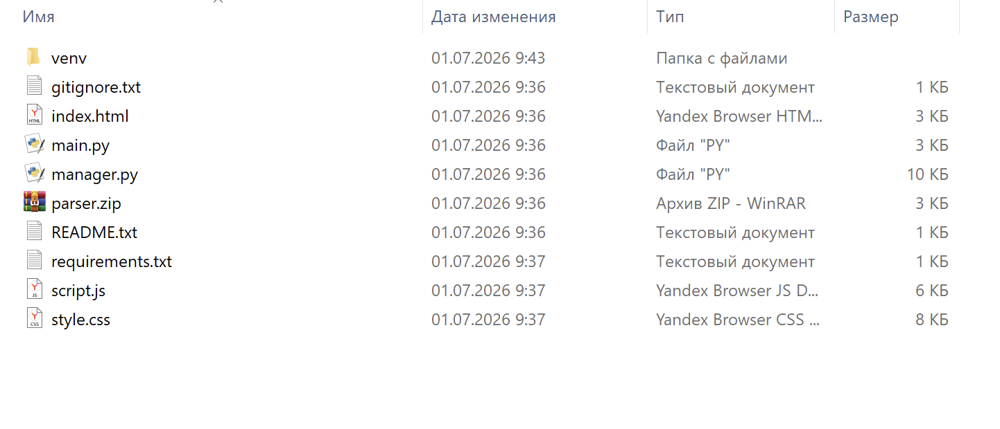 Имя Дата изменения Тип Размер
venv 01.07.2026 9:43 Папка с файлами
gitignore.txt 01.07.2026 9:36 Текстовый документ 1 КБ
index.html 01.07.2026 9:36 Yandex Browser HTM... 3 КБ
main.py 01.07.2026 9:36 Файл "PY" 3 КБ
manager.py 01.07.2026 9:36 Файл "PY" 10 КБ
parser.zip 01.07.2026 9:36 Архив ZIP - WinRAR 3 КБ
README.txt 01.07.2026 9:36 Текстовый документ 1 КБ
requirements.txt 01.07.2026 9:37 Текстовый документ 1 КБ
script.js 01.07.2026 9:37 Yandex Browser JS D... 6 КБ
style.css 01.07.2026 9:37 Yandex Browser CSS ... 8 КБ